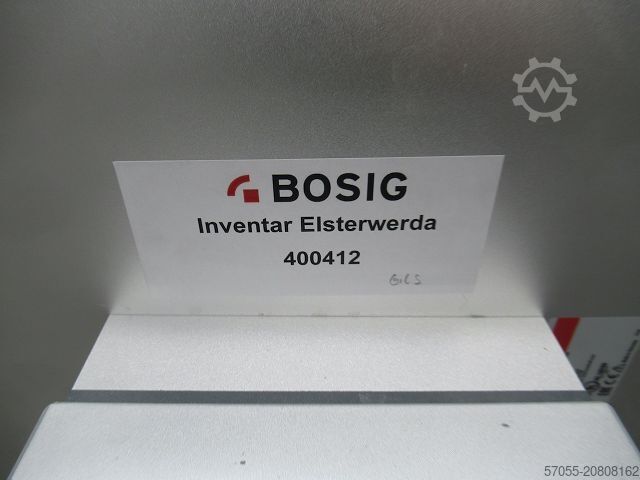 BOSIG
Inventar Elsterwerda
400412
57055-20808162